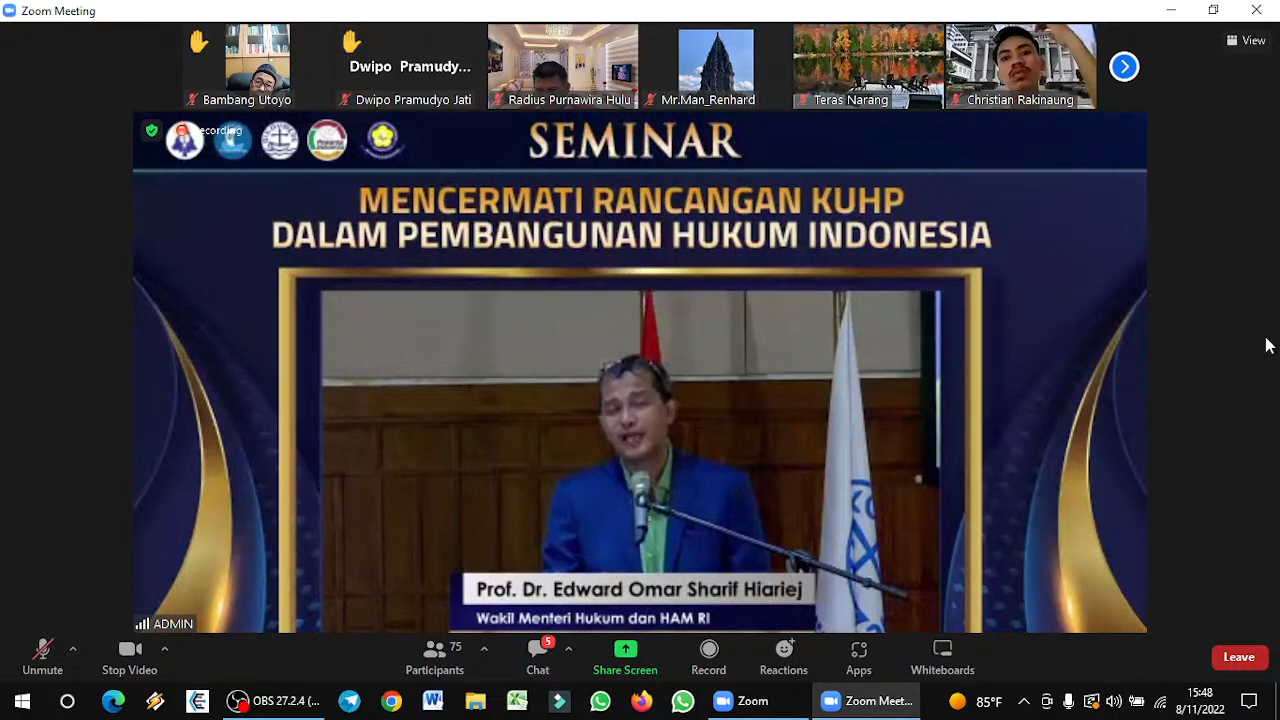 Zoom Meeting
View
Dwipo Pramudy...
Bambang Utoyo
Dwipo Pramudyo Jati
Radius Purnawira Hulu
Mr.Man_Renhard
Teras Narang
Christian Rakinaung
SEMINAR
MENCERMATI RANCANGAN KUHP
DALAM PEMBANGUNAN HUKUM INDONESIA
Prof. Dr. Edward Omar Sharif Hiariej
Wakil Menteri Hukum dan HAM RI
ADMIN
Unmute
Stop Video
75
Participants
5
Chat
Share Screen
Record
Reactions
Apps
Whiteboards
Leave
OBS 27.2.4 (...
Zoom
Zoom Meet...
85°F
15:48
8/11/2022